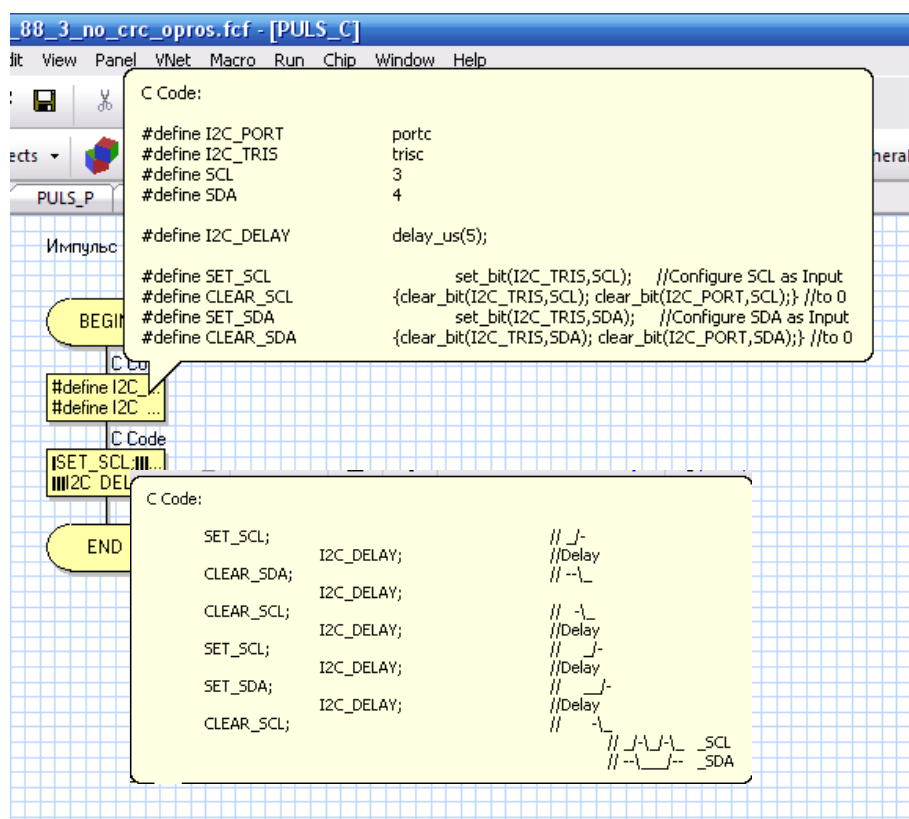 _88_3_no_crc_opros.fcf - [PULS_C]
dit View Panel VNet Macro Run Chip Window Help
C Code:
#define I2C_PORT portc
#define I2C_TRIS trisc
#define SCL 3
#define SDA 4
#define I2C_DELAY delay_us(5);
#define SET_SCL set_bit(I2C_TRIS,SCL); //Configure SCL as Input
#define CLEAR_SCL {clear_bit(I2C_TRIS,SCL); clear_bit(I2C_PORT,SCL);} //to 0
#define SET_SDA set_bit(I2C_TRIS,SDA); //Configure SDA as Input
#define CLEAR_SDA {clear_bit(I2C_TRIS,SDA); clear_bit(I2C_PORT,SDA);} //to 0
ects
heral
PULS_P
Импульс
BEGIN
C Co
#define I2C_...
#define I2C ...
C Code
SET_SCL;...
I2C DEL
END
C Code:
SET_SCL; // _/-
I2C_DELAY; //Delay
CLEAR_SDA; // --\_
I2C_DELAY;
CLEAR_SCL; // -\_
I2C_DELAY; //Delay
SET_SCL; // _/-
I2C_DELAY; //Delay
SET_SDA; // __/-
I2C_DELAY; //Delay
CLEAR_SCL; // -\_
// _/-\_/-\_ _SCL
// --\___/-- _SDA